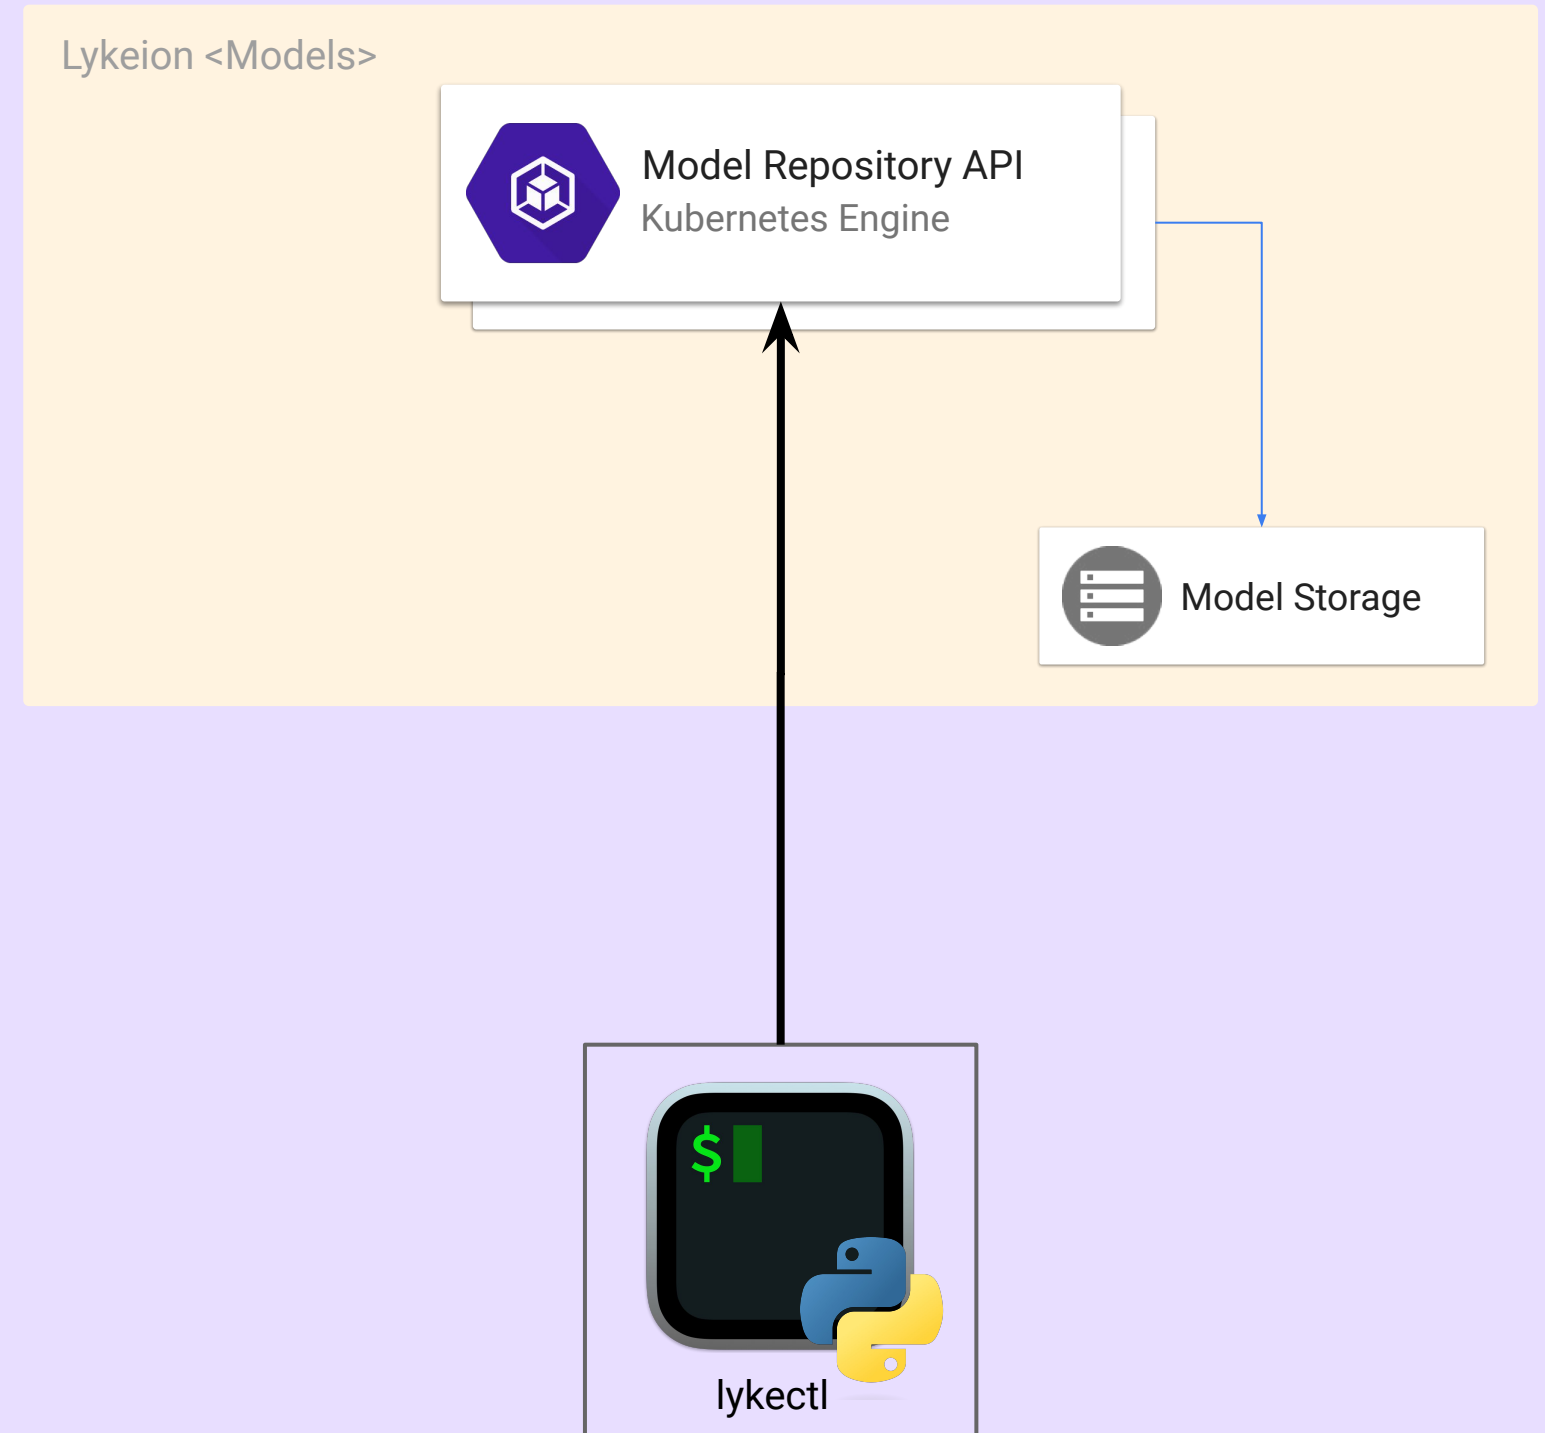 Lykeion <Models>
Model Repository API
Kubernetes Engine
Model Storage
$
lykectl